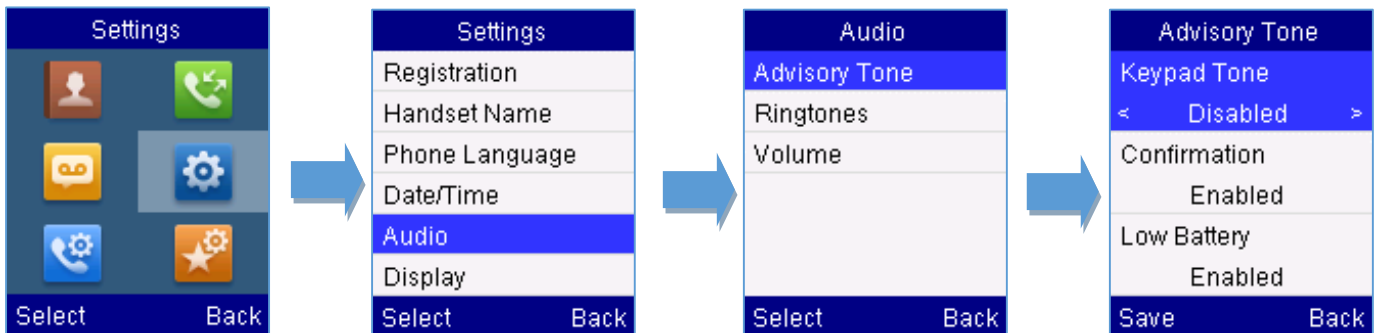 Settings
Select Back
Settings
Registration
Handset Name
Phone Language
Date/Time
Audio
Display
Select Back
Audio
Advisory Tone
Ringtones
Volume
Select Back
Advisory Tone
Keypad Tone
< Disabled >
Confirmation
Enabled
Low Battery
Enabled
Save Back